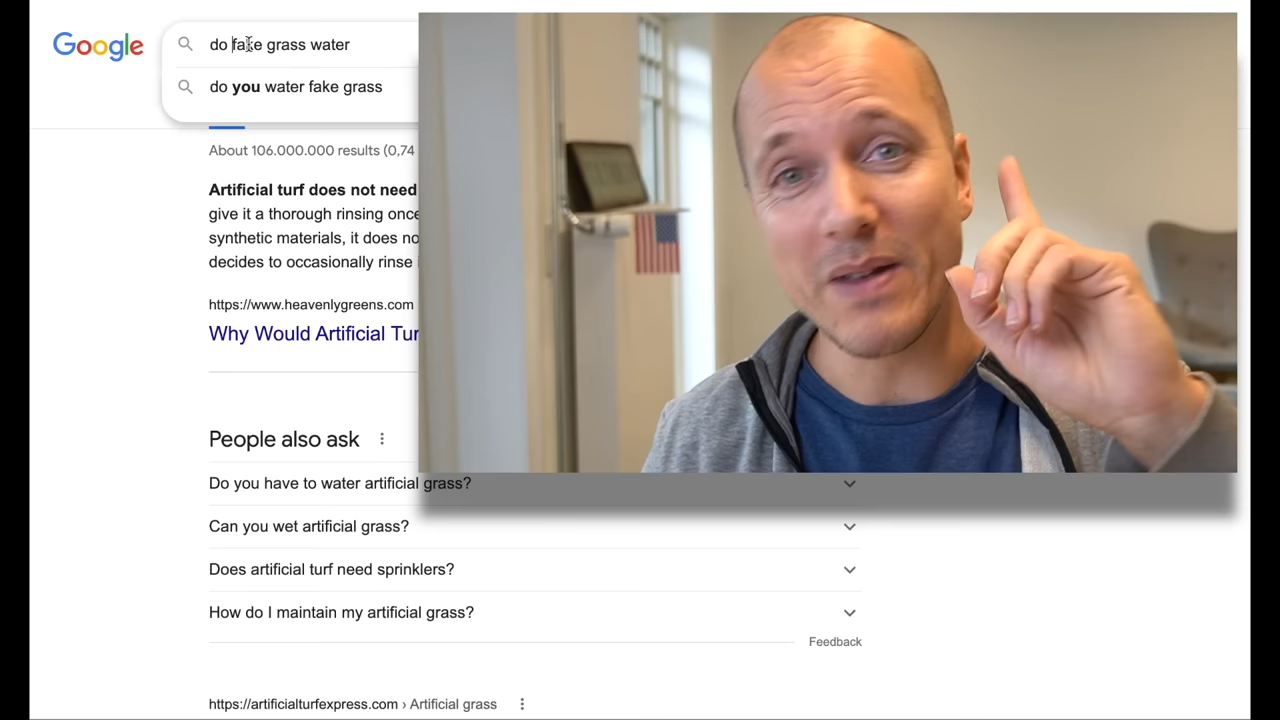 Google
do fake grass water
do you water fake grass
About 106.000.000 results (0,74
Artificial turf does not need
give it a thorough rinsing once
synthetic materials, it does no
decides to occasionally rinse
https://www.heavenlygreens.com
Why Would Artificial Tur
People also ask
Do you have to water artificial grass?
Can you wet artificial grass?
Does artificial turf need sprinklers?
How do I maintain my artificial grass?
Feedback
https://artificialturfexpress.com › Artificial grass